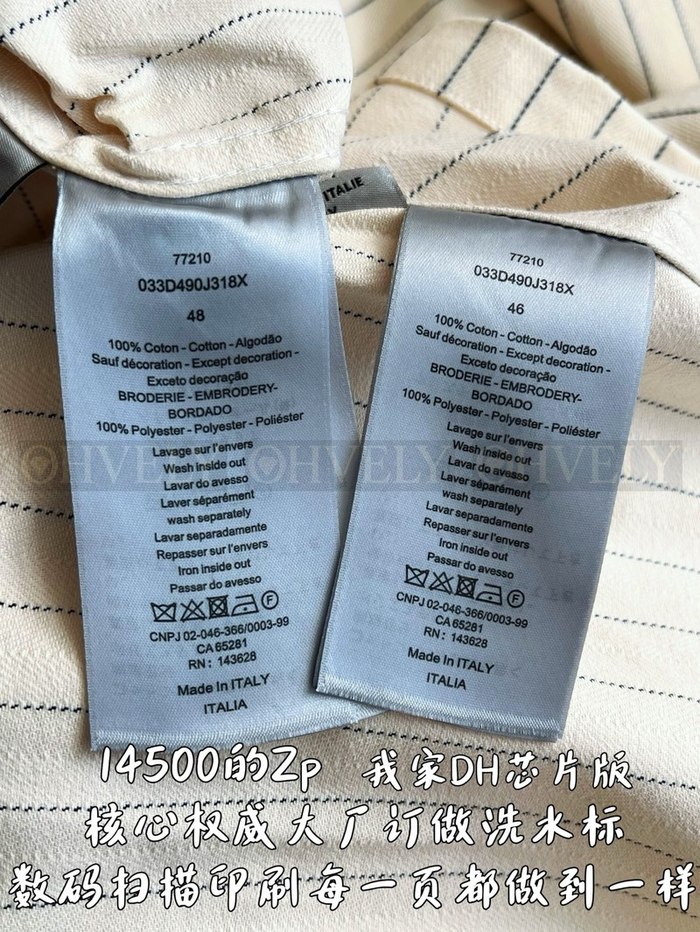 ITALIE
Y
77210
033D490J318X
48
100% Coton - Cotton - Algodão
Sauf décoration - Except decoration -
Exceto decoração
BRODERIE - EMBRODERY-
BORDADO
100% Polyester - Polyester - Poliéster
Lavage sur l'envers
Wash inside out
Lavar do avesso
Laver séparément
wash separately
Lavar separadamente
Repasser sur l'envers
Iron inside out
Passar do avesso
F
CNPJ 02-046-366/0003-99
CA 65281
RN : 143628
Made In ITALY
ITALIA
77210
033D490J318X
46
100% Coton - Cotton - Algodão
Sauf décoration - Except decoration -
Exceto decoração
BRODERIE - EMBRODERY-
BORDADO
100% Polyester - Polyester - Poliéster
Lavage sur l'envers
Wash inside out
Lavar do avesso
Laver séparément
wash separately
Lavar separadamente
Repasser sur l'envers
Iron inside out
Passar do avesso
F
CNPJ 02-046-366/0003-99
CA 65281
RN : 143628
Made In ITALY
ITALIA
OHVELY OHVELY OHVELY
14500的Zp 我家DH芯片版
核心权威大厂订做洗水标
数码扫描印刷每一页都做到一样